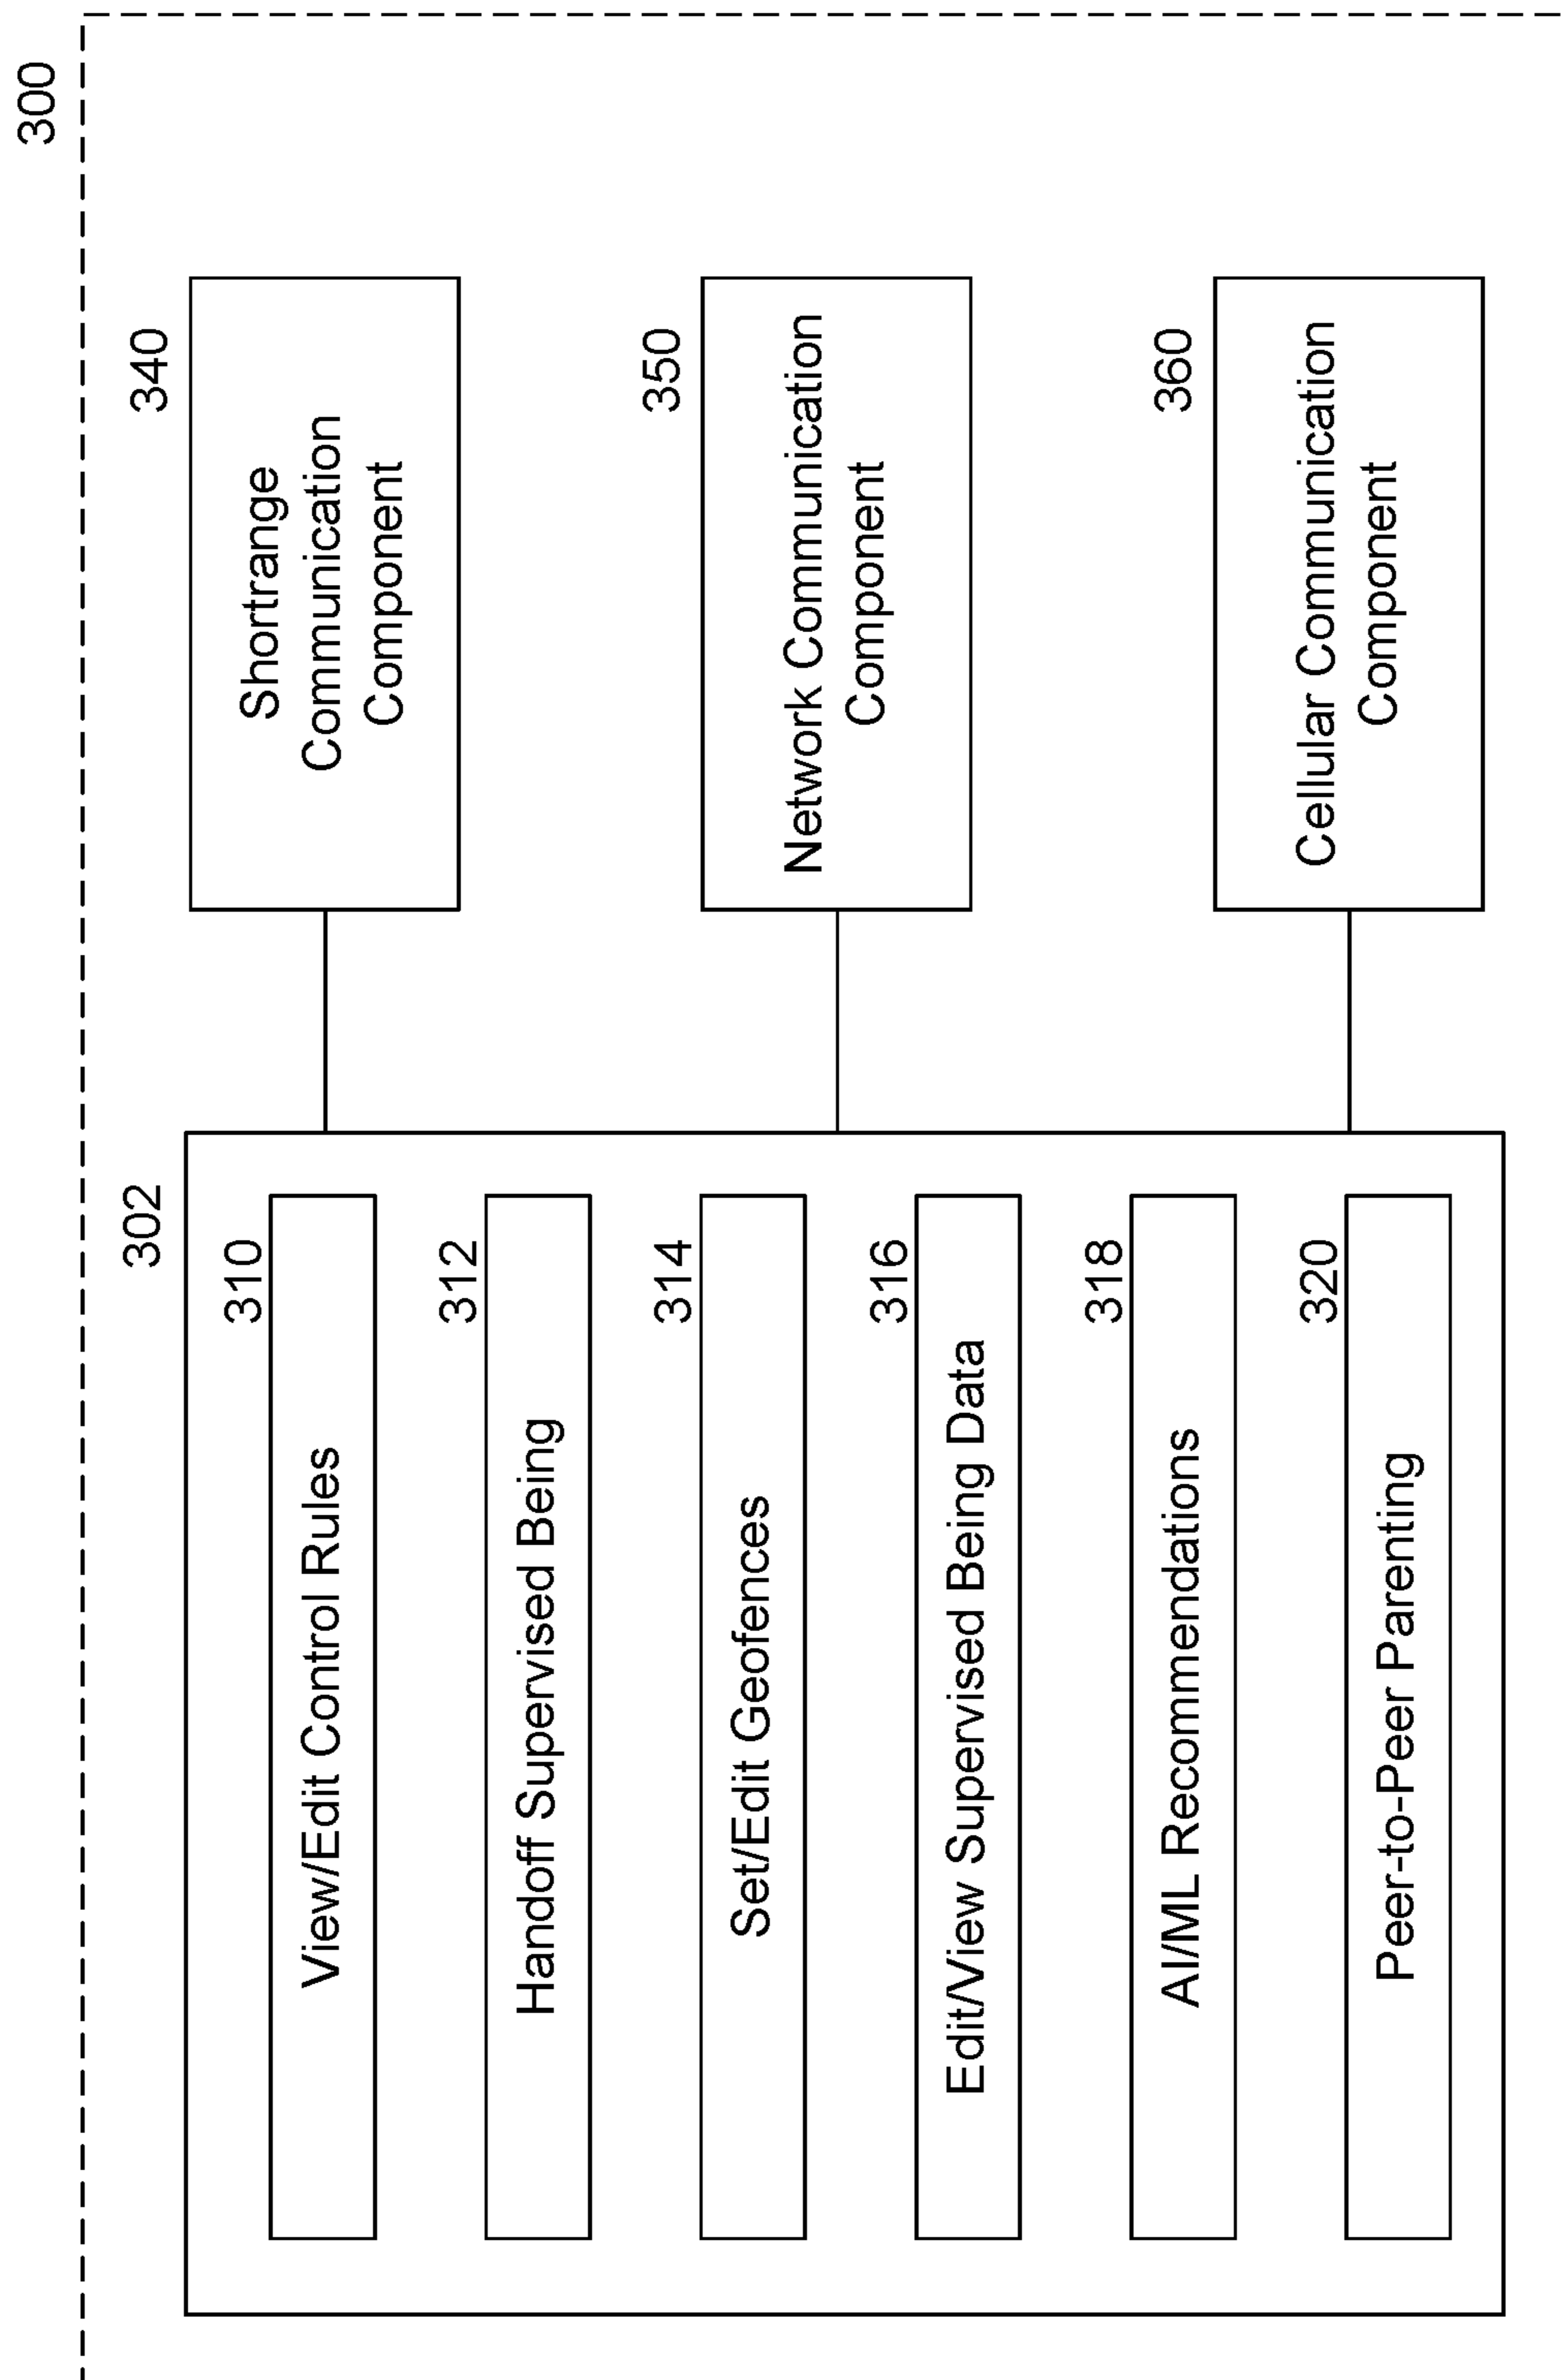 300
302
310
View/Edit Control Rules
312
Handoff Supervised Being
314
Set/Edit Geofences
316
Edit/View Supervised Being Data
318
AI/ML Recommendations
320
Peer-to-Peer Parenting
340
Shortrange
Communication
Component
350
Network Communication
Component
360
Cellular Communication
Component